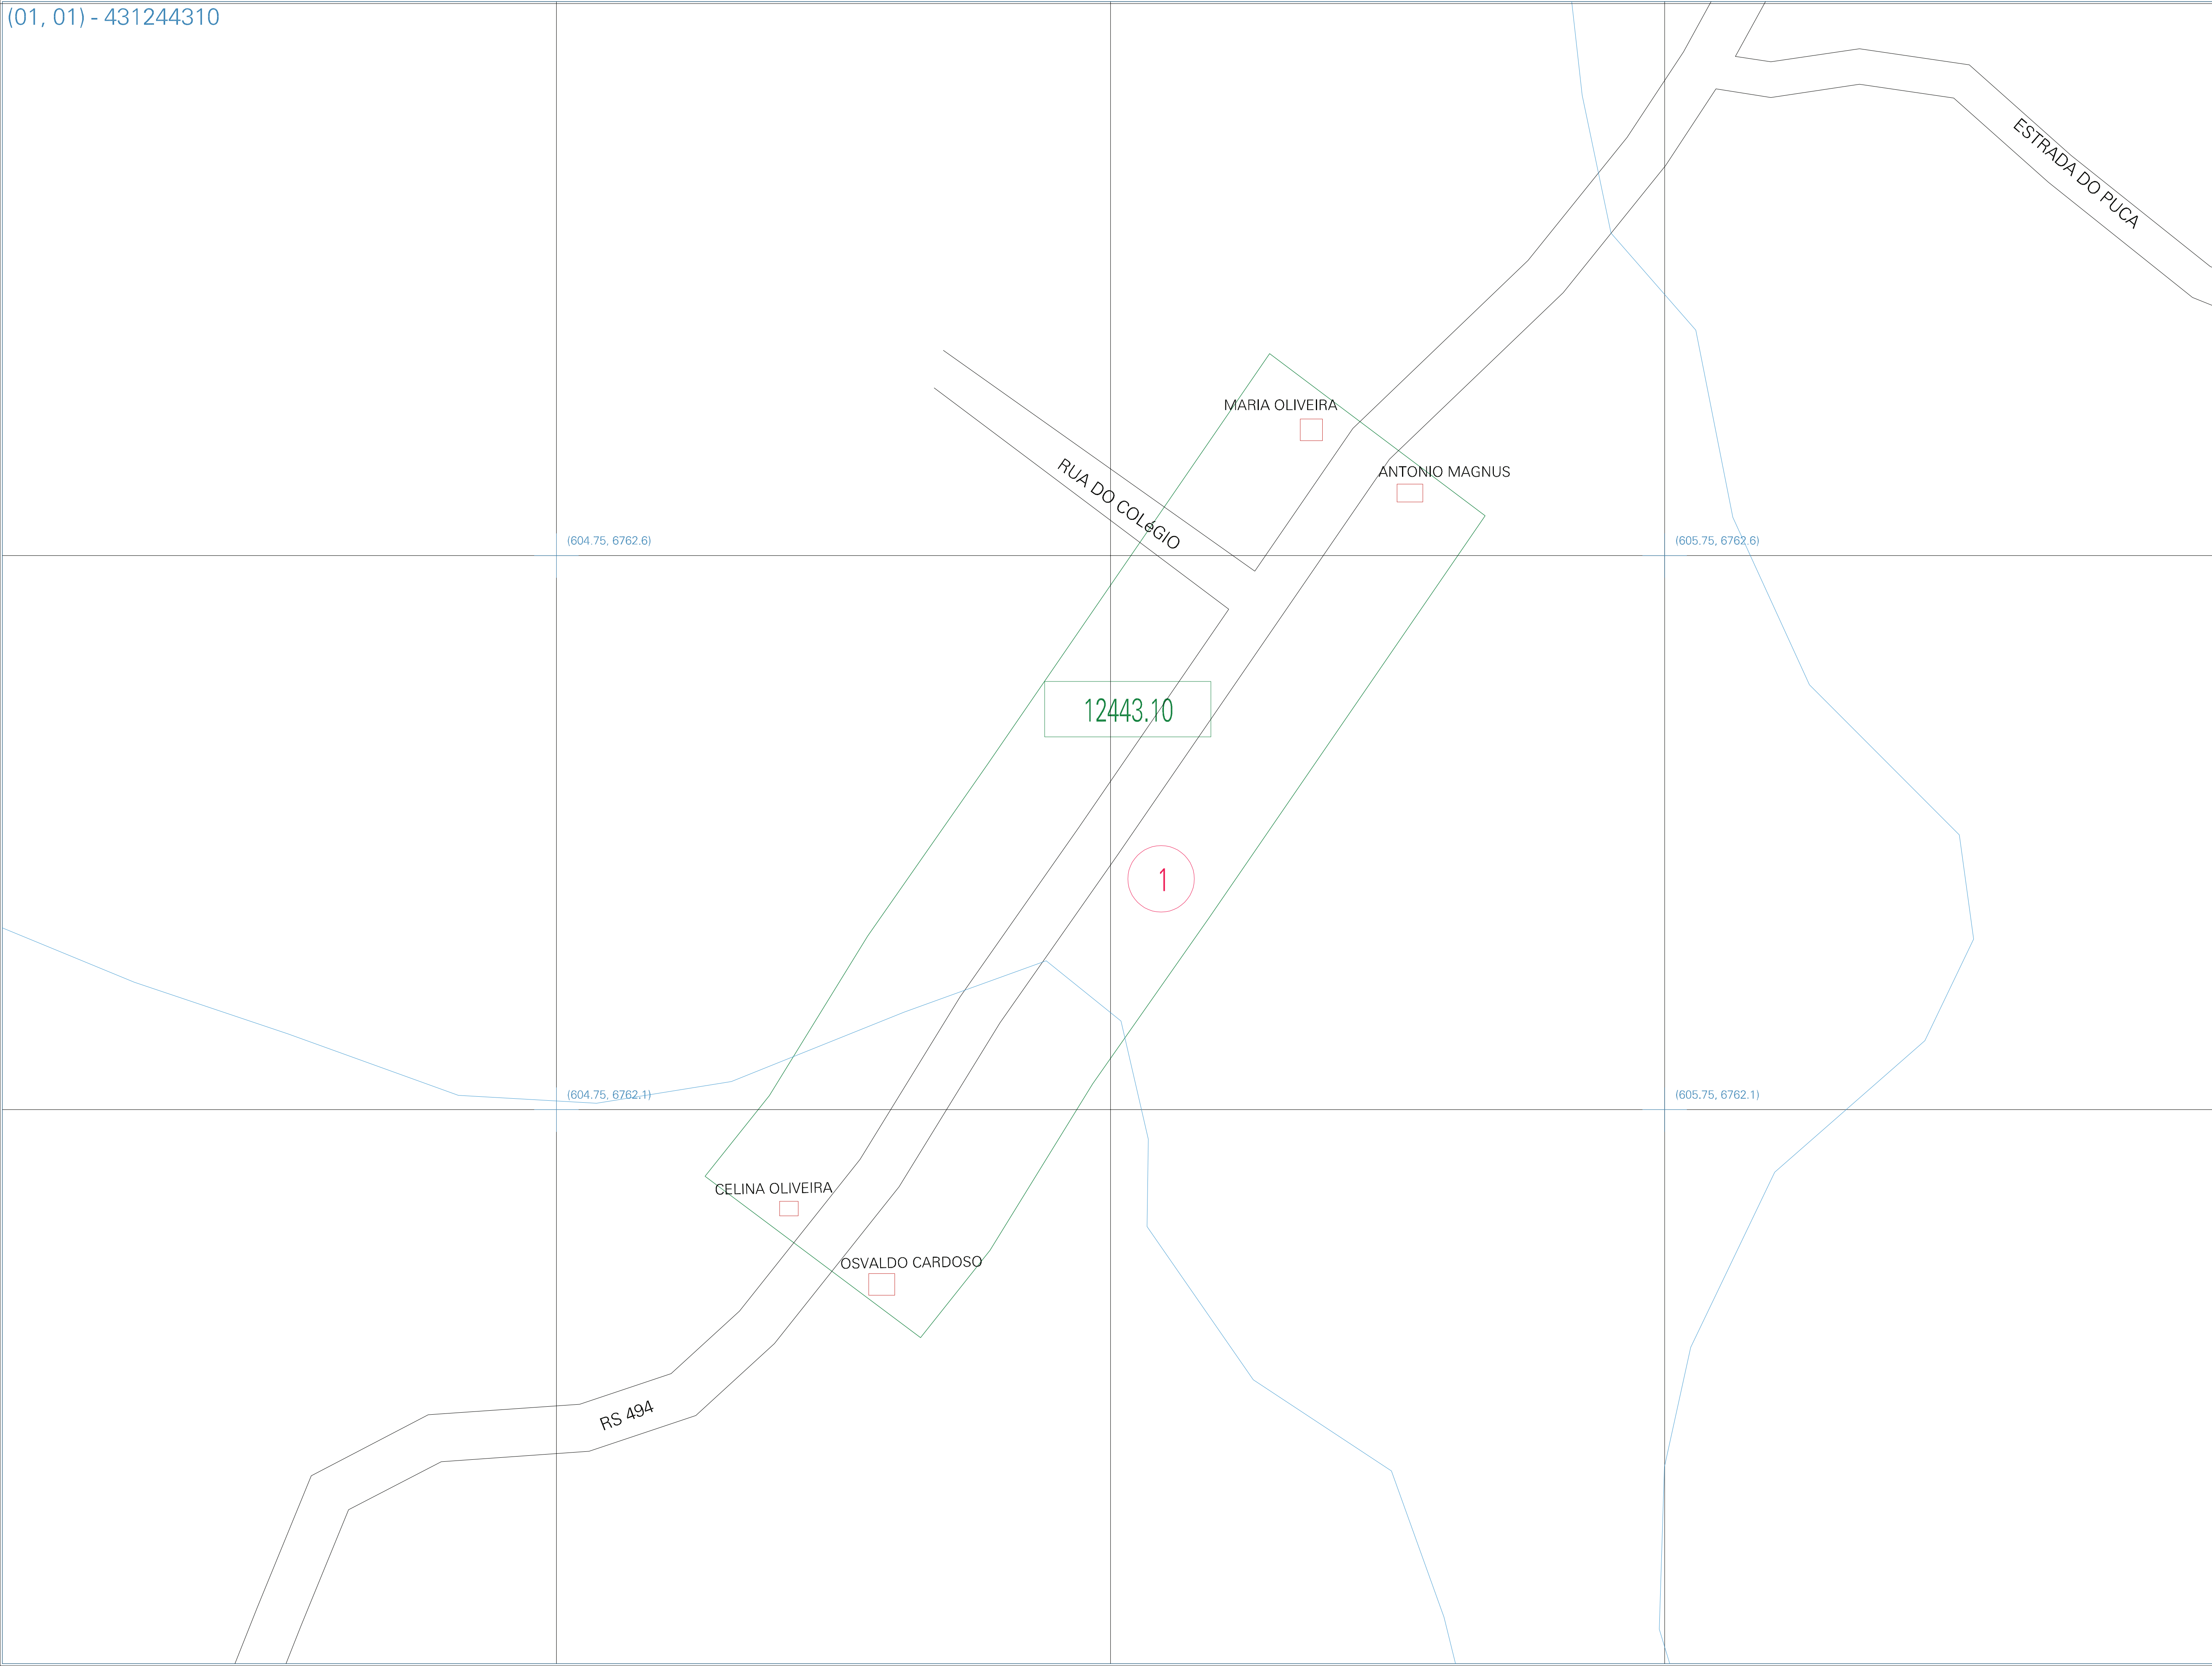 (01, 01) - 431244310
ESTRADA DO PUCA
MARIA OLIVEIRA
ANTONIO MAGNUS
RUA DO COLéGIO
(604.75, 6762.6)
(605.75, 6762.6)
12443.10
1
(604.75, 6762.1)
(605.75, 6762.1)
CELINA OLIVEIRA
OSVALDO CARDOSO
RS 494